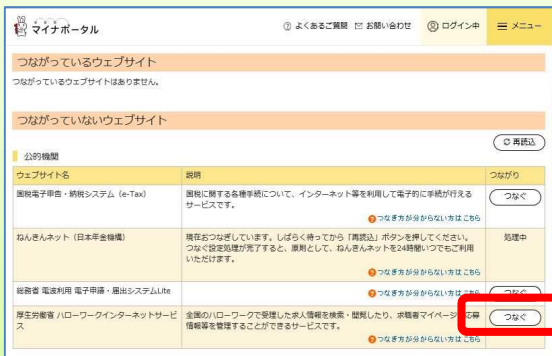 マイナポータル
よくあるご質問 お問い合わせ ログイン中 メニュー
つながっているウェブサイト
つながっているウェブサイトはありません。
つながっていないウェブサイト
再読込
公的機関
ウェブサイト名 説明 つながり
国税電子申告・納税システム（e-Tax） 国税に関する各種手続について、インターネット等を利用して電子的に手続が行える つなぐ
サービスです。
つなぎ方が分からない方はこちら
ねんきんネット（日本年金機構） 現在おつなぎしています。しばらく待ってから「再読込」ボタンを押してください。 処理中
つなぐ設定処理が完了すると、原則として、ねんきんネットを24時間いつでもご利用
いただけます。
つなぎ方が分からない方はこちら
総務省 電波利用 電子申請・届出システムLite つなぎ方が分からない方はこちら つなぐ
厚生労働省 ハローワークインターネットサービ 全国のハローワークで受理した求人情報を検索・閲覧したり、求職者マイページ 応募 つなぐ
ス 情報等を管理することができるサービスです。
つなぎ方が分からない方はこちら